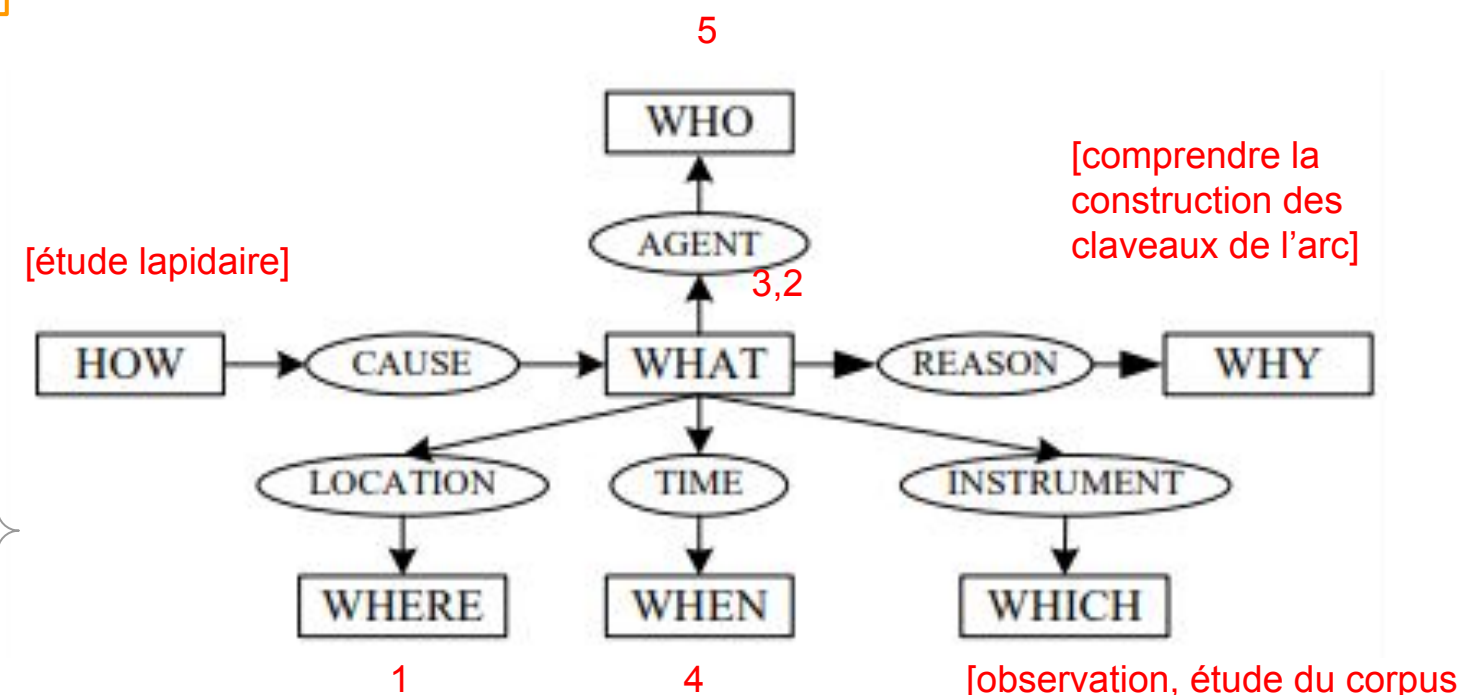 ]
5
WHO
[comprendre la
construction des
claveaux de l’arc]
AGENT
[étude lapidaire]
3,2
HOW
CAUSE
WHAT
REASON
WHY
LOCATION
TIME
INSTRUMENT
WHERE
WHEN
WHICH
1
4
[observation, étude du corpus